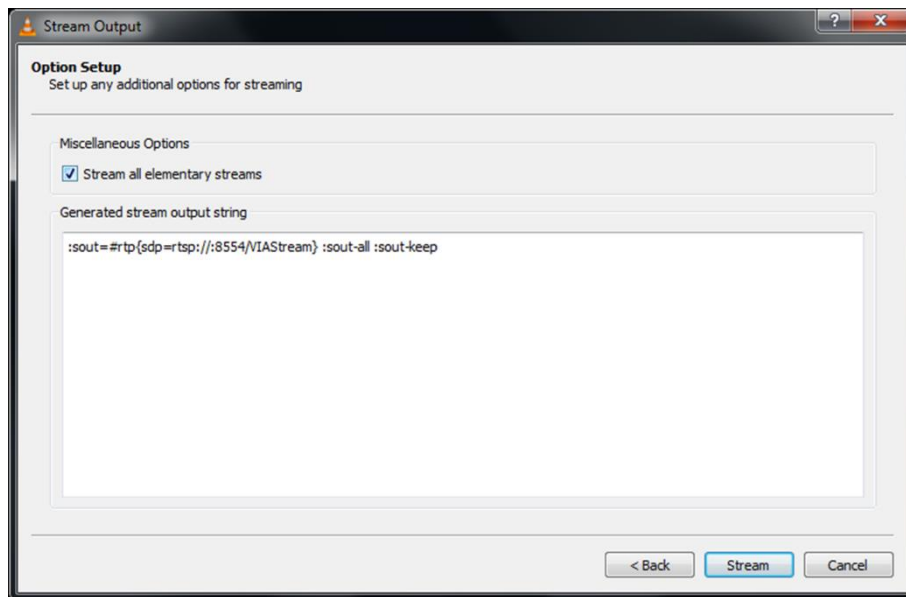 Stream Output
Option Setup
Set up any additional options for streaming
Miscellaneous Options
Stream all elementary streams
Generated stream output string
:sout=#rtp{sdp=rtsp://:8554/VIAStream} :sout-all :sout-keep
< Back Stream Cancel